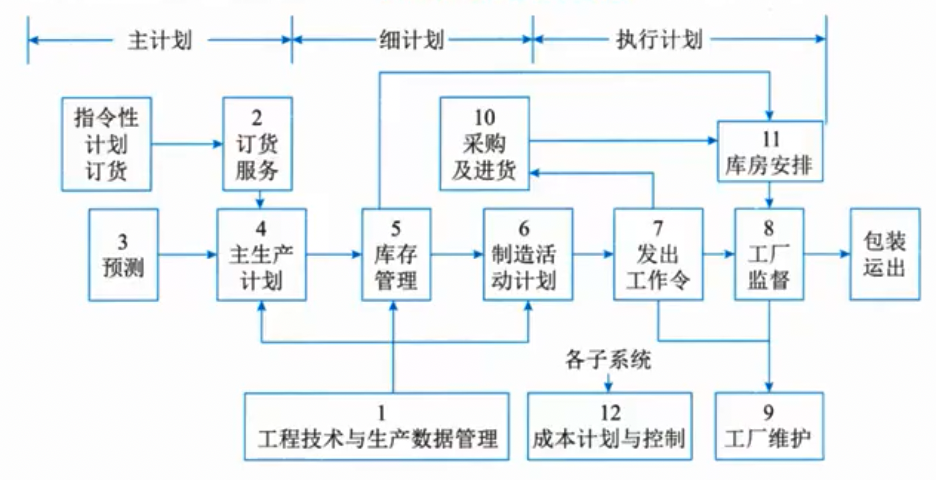 主计划
细计划
执行计划
指令性
计划
订货
2
订货
服务
10
采购
及进货
11
库房安排
3
预测
4
主生产
计划
5
库存
管理
6
制造活
动计划
7
发出
工作令
8
工厂
监督
包装
运出
各子系统
1
工程技术与生产数据管理
12
成本计划与控制
9
工厂维护